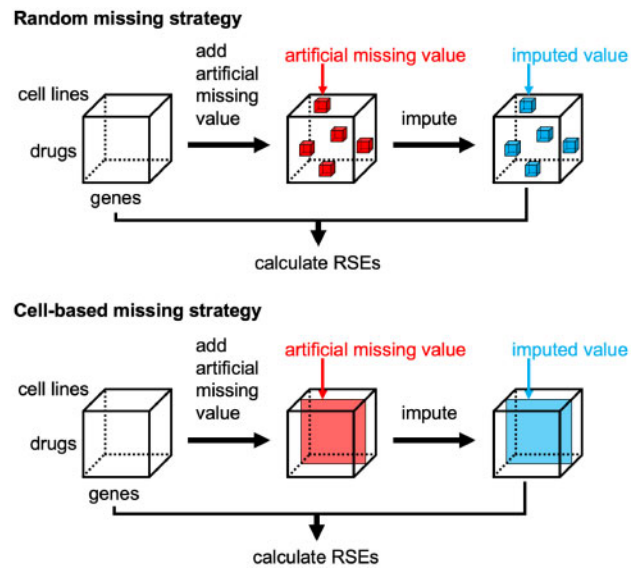 Random missing strategy
add
artificial
missing
value
artificial missing value
imputed value
cell lines
impute
drugs
genes
calculate RSEs
Cell-based missing strategy
add
artificial
missing
value
artificial missing value
imputed value
cell lines
impute
drugs
genes
calculate RSEs